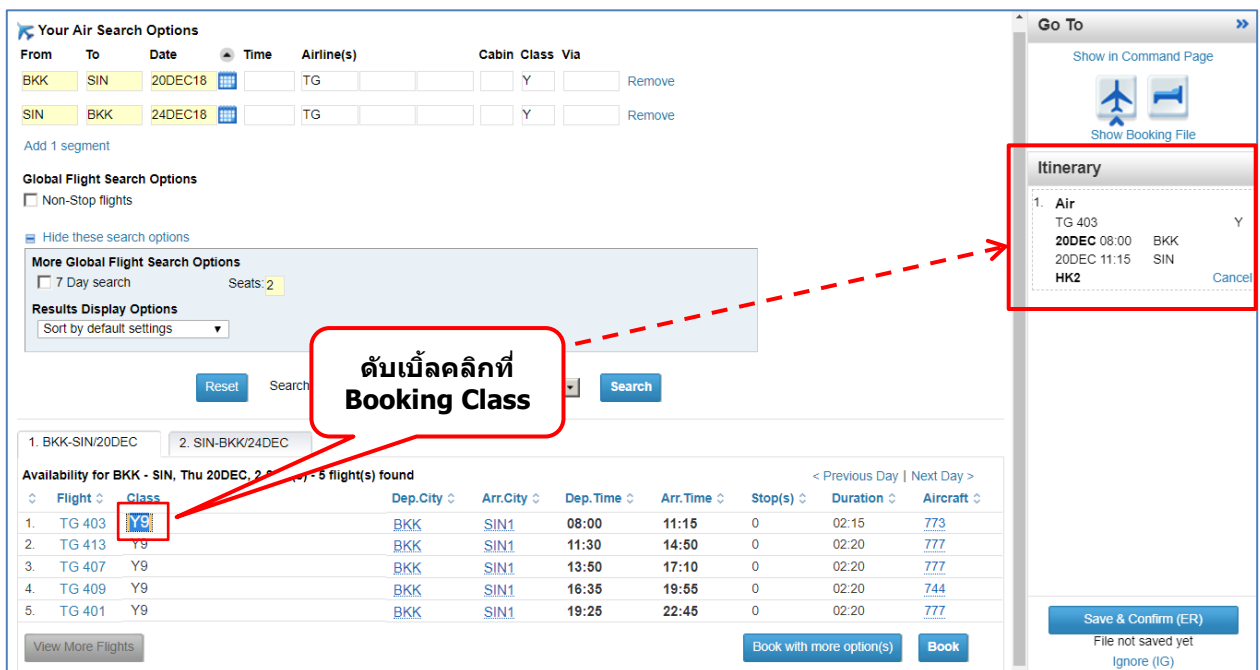 Your Air Search Options
From To Date Time Airline(s) Cabin Class Via
BKK SIN 20DEC18 TG Y Remove
SIN BKK 24DEC18 TG Y Remove
Add 1 segment
Global Flight Search Options
Non-Stop flights
Hide these search options
More Global Flight Search Options
7 Day search Seats: 2
Results Display Options
Sort by default settings
Reset Search Search
ดับเบิ้ลคลิกที่
Booking Class
1. BKK-SIN/20DEC 2. SIN-BKK/24DEC
Availability for BKK - SIN, Thu 20DEC, - 5 flight(s) found < Previous Day | Next Day >
Flight Class Dep.City Arr.City Dep.Time Arr.Time Stop(s) Duration Aircraft
1. TG 403 Y9 BKK SIN1 08:00 11:15 0 02:15 773
2. TG 413 Y9 BKK SIN1 11:30 14:50 0 02:20 777
3. TG 407 Y9 BKK SIN1 13:50 17:10 0 02:20 777
4. TG 409 Y9 BKK SIN1 16:35 19:55 0 02:20 744
5. TG 401 Y9 BKK SIN1 19:25 22:45 0 02:20 777
View More Flights Book with more option(s) Book
Go To »
Show in Command Page
Show Booking File
Itinerary
1. Air
TG 403 Y
20DEC 08:00 BKK
20DEC 11:15 SIN
HK2 Cancel
Save & Confirm (ER)
File not saved yet
Ignore (IG)